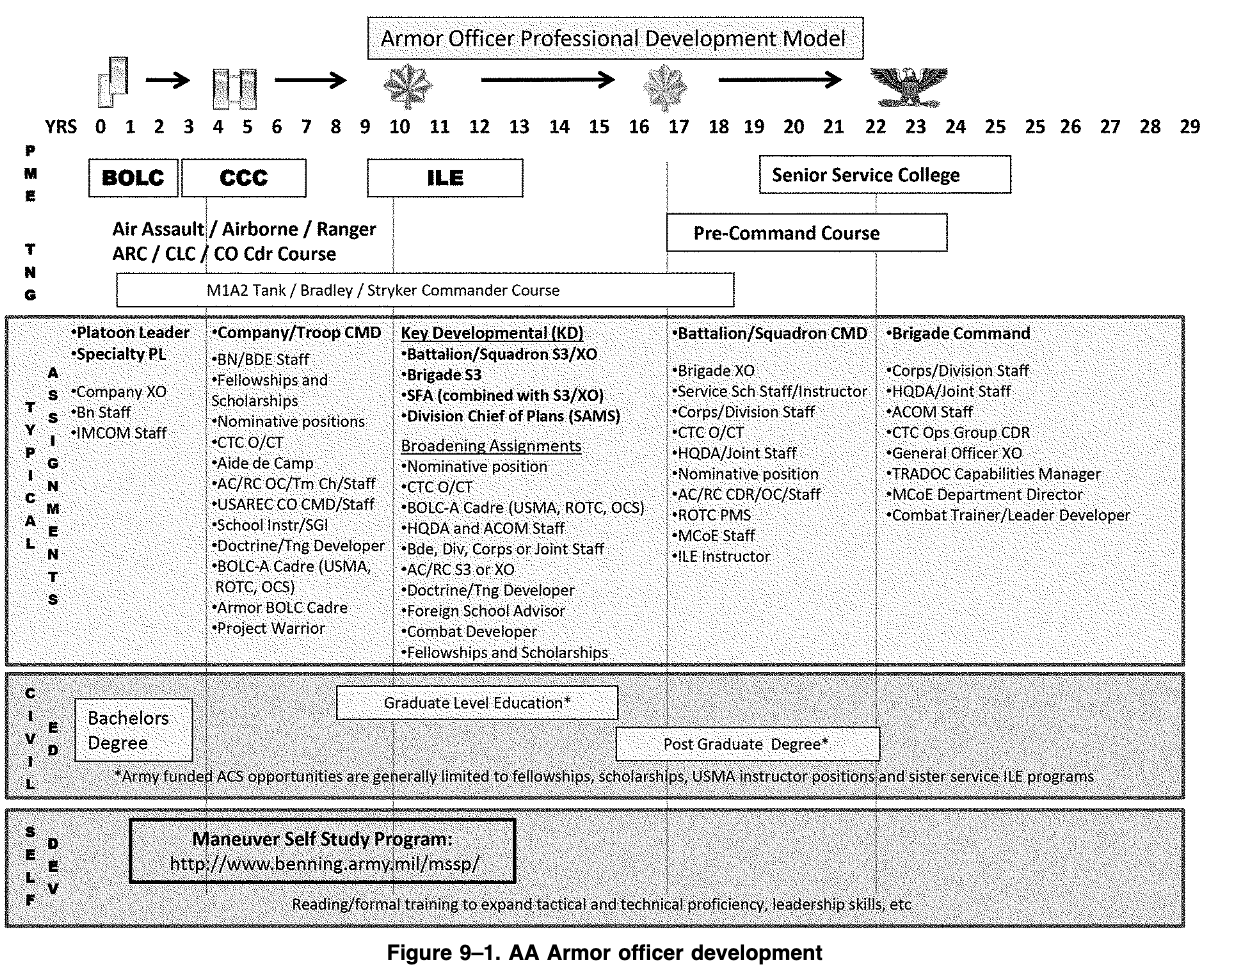 Armor Officer Professional Development Model
YRS 0 1 2 3 4 5 6 7 8 9 10 11 12 13 14 15 16 17 18 19 20 21 22 23 24 25 25 26 27 28 29
PME
BOLC
CCC
ILE
Senior Service College
TNG
Air Assault / Airborne / Ranger
ARC / CLC / CO Cdr Course
Pre-Command Course
M1A2 Tank / Bradley / Stryker Commander Course
TYPICAL
ASSIGNMENTS
•Platoon Leader
•Specialty PL
•Company XO
•Bn Staff
•IMCOM Staff
•Company/Troop CMD
•BN/BDE Staff
•Fellowships and
Scholarships
•Nominative positions
•CTC O/CT
•Aide de Camp
•AC/RC OC/Tm Ch/Staff
•USAREC CO CMD/Staff
•School Instr/SGI
•Doctrine/Tng Developer
•BOLC-A Cadre (USMA,
ROTC, OCS)
•Armor BOLC Cadre
•Project Warrior
Key Developmental (KD)
•Battalion/Squadron S3/XO
•Brigade S3
•SFA (combined with S3/XO)
•Division Chief of Plans (SAMS)
Broadening Assignments
•Nominative position
•CTC O/CT
•BOLC-A Cadre (USMA, ROTC, OCS)
•HQDA and ACOM Staff
•Bde, Div, Corps or Joint Staff
•AC/RC S3 or XO
•Doctrine/Tng Developer
•Foreign School Advisor
•Combat Developer
•Fellowships and Scholarships
•Battalion/Squadron CMD
•Brigade XO
•Service Sch Staff/Instructor
•Corps/Division Staff
•CTC O/CT
•HQDA/Joint Staff
•Nominative position
•AC/RC CDR/OC/Staff
•ROTC PMS
•MCoE Staff
•ILE Instructor
•Brigade Command
•Corps/Division Staff
•HQDA/Joint Staff
•ACOM Staff
•CTC Ops Group CDR
•General Officer XO
•TRADOC Capabilities Manager
•MCoE Department Director
•Combat Trainer/Leader Developer
CIVIL
ED
Bachelors
Degree
Graduate Level Education*
Post Graduate Degree*
*Army funded ACS opportunities are generally limited to fellowships, scholarships, USMA instructor positions and sister service ILE programs
SELF
DEV
Maneuver Self Study Program:
http://www.benning.army.mil/mssp/
Reading/formal training to expand tactical and technical proficiency, leadership skills, etc
Figure 9–1. AA Armor officer development